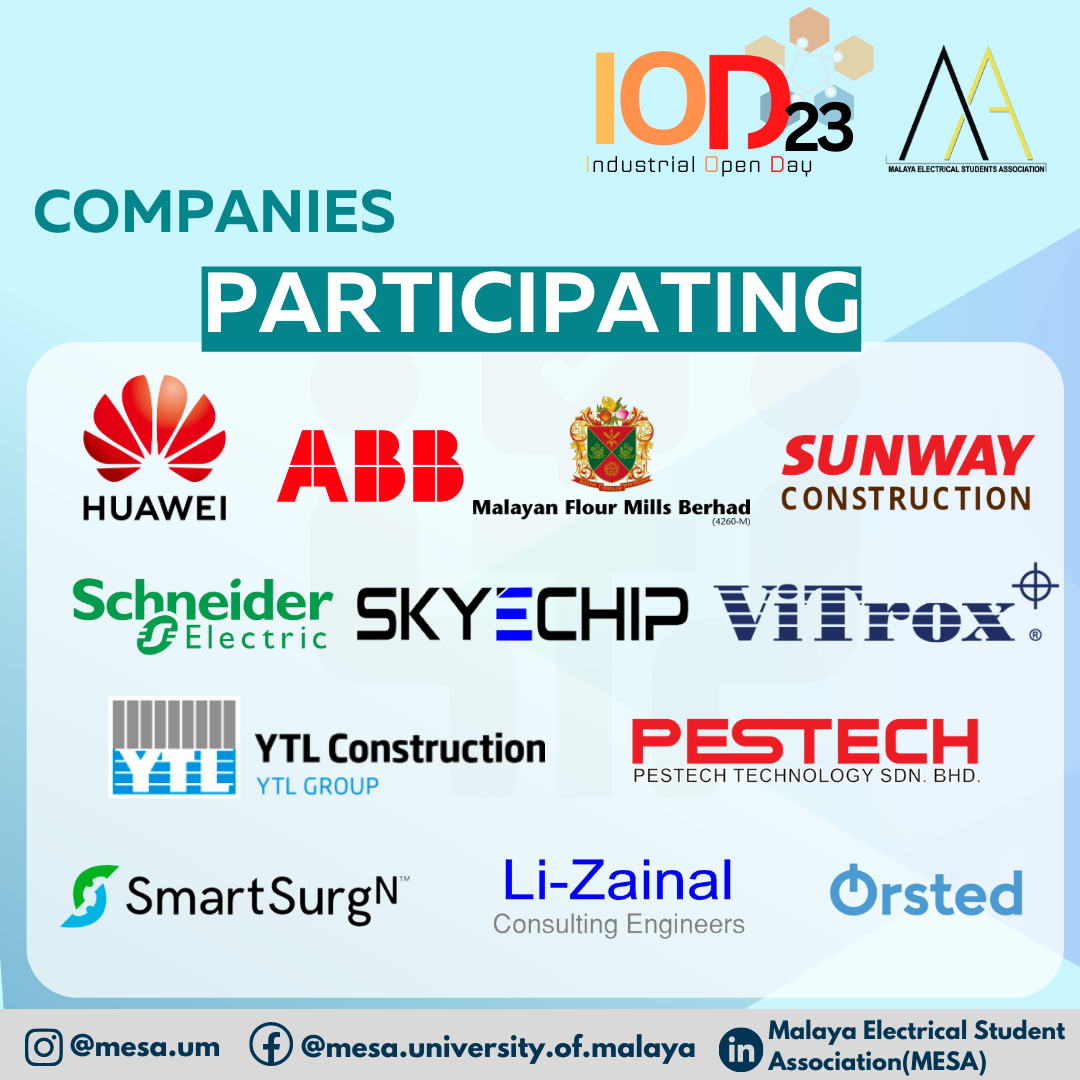 IOD23
Industrial Open Day
MALAYA ELECTRICAL STUDENTS ASSOCIATION
COMPANIES
PARTICIPATING
HUAWEI
ABB
Malayan Flour Mills Berhad
(4260-M)
SUNWAY
CONSTRUCTION
Schneider
Electric
SKYECHIP
ViTrox®
YTL
YTL Construction
YTL GROUP
PESTECH
PESTECH TECHNOLOGY SDN. BHD.
SmartSurgN™
Li-Zainal
Consulting Engineers
Ørsted
@mesa.um
@mesa.university.of.malaya
in
Malaya Electrical Student
Association(MESA)